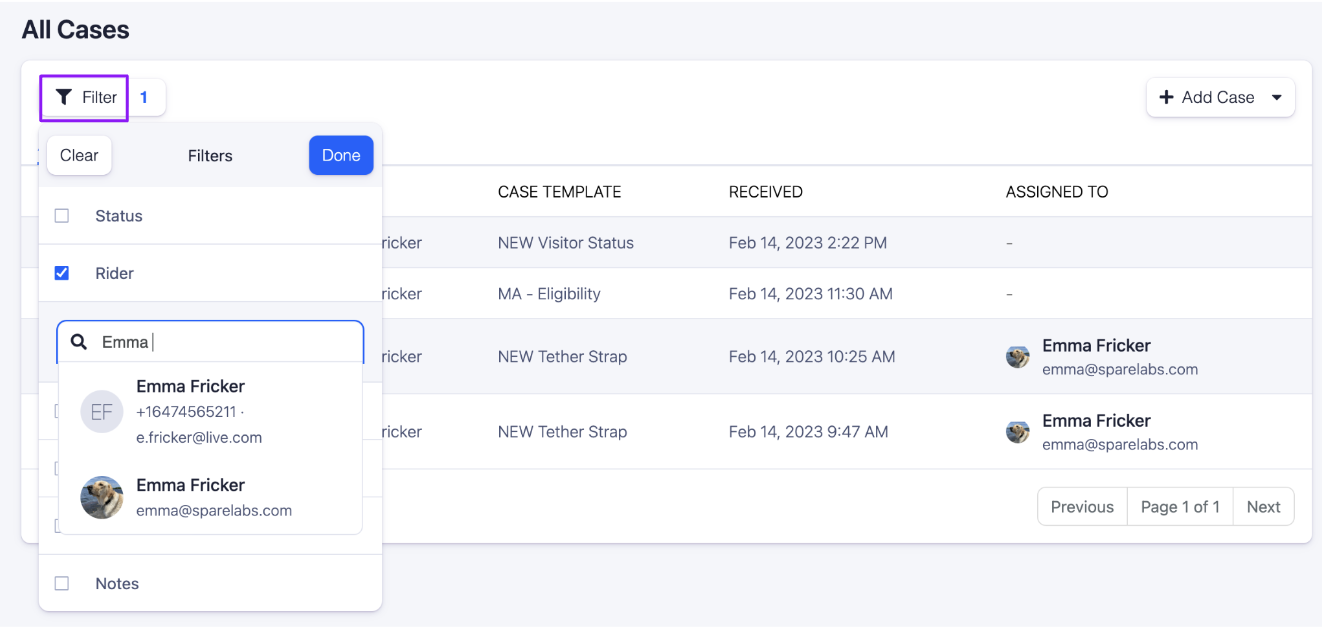 All Cases
Filter 1
Add Case
Clear Filters Done
CASE TEMPLATE RECEIVED ASSIGNED TO
Status
ricker NEW Visitor Status Feb 14, 2023 2:22 PM -
Rider
ricker MA - Eligibility Feb 14, 2023 11:30 AM -
Emma
ricker NEW Tether Strap Feb 14, 2023 10:25 AM Emma Fricker
emma@sparelabs.com
Emma Fricker
EF +16474565211 ·
e.fricker@live.com
ricker NEW Tether Strap Feb 14, 2023 9:47 AM Emma Fricker
emma@sparelabs.com
Emma Fricker
emma@sparelabs.com
Previous Page 1 of 1 Next
Notes